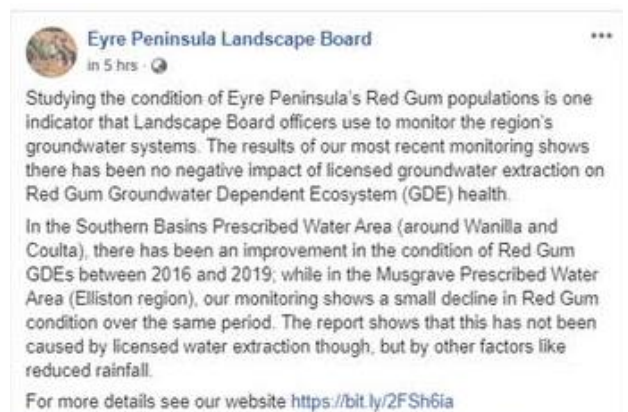 Eyre Peninsula Landscape Board
in 5 hrs ·
Studying the condition of Eyre Peninsula's Red Gum populations is one
indicator that Landscape Board officers use to monitor the region's
groundwater systems. The results of our most recent monitoring shows
there has been no negative impact of licensed groundwater extraction on
Red Gum Groundwater Dependent Ecosystem (GDE) health.
In the Southern Basins Prescribed Water Area (around Wanilla and
Coulta), there has been an improvement in the condition of Red Gum
GDEs between 2016 and 2019; while in the Musgrave Prescribed Water
Area (Elliston region), our monitoring shows a small decline in Red Gum
condition over the same period. The report shows that this has not been
caused by licensed water extraction though, but by other factors like
reduced rainfall.
For more details see our website https://bit.ly/2FSh6ia